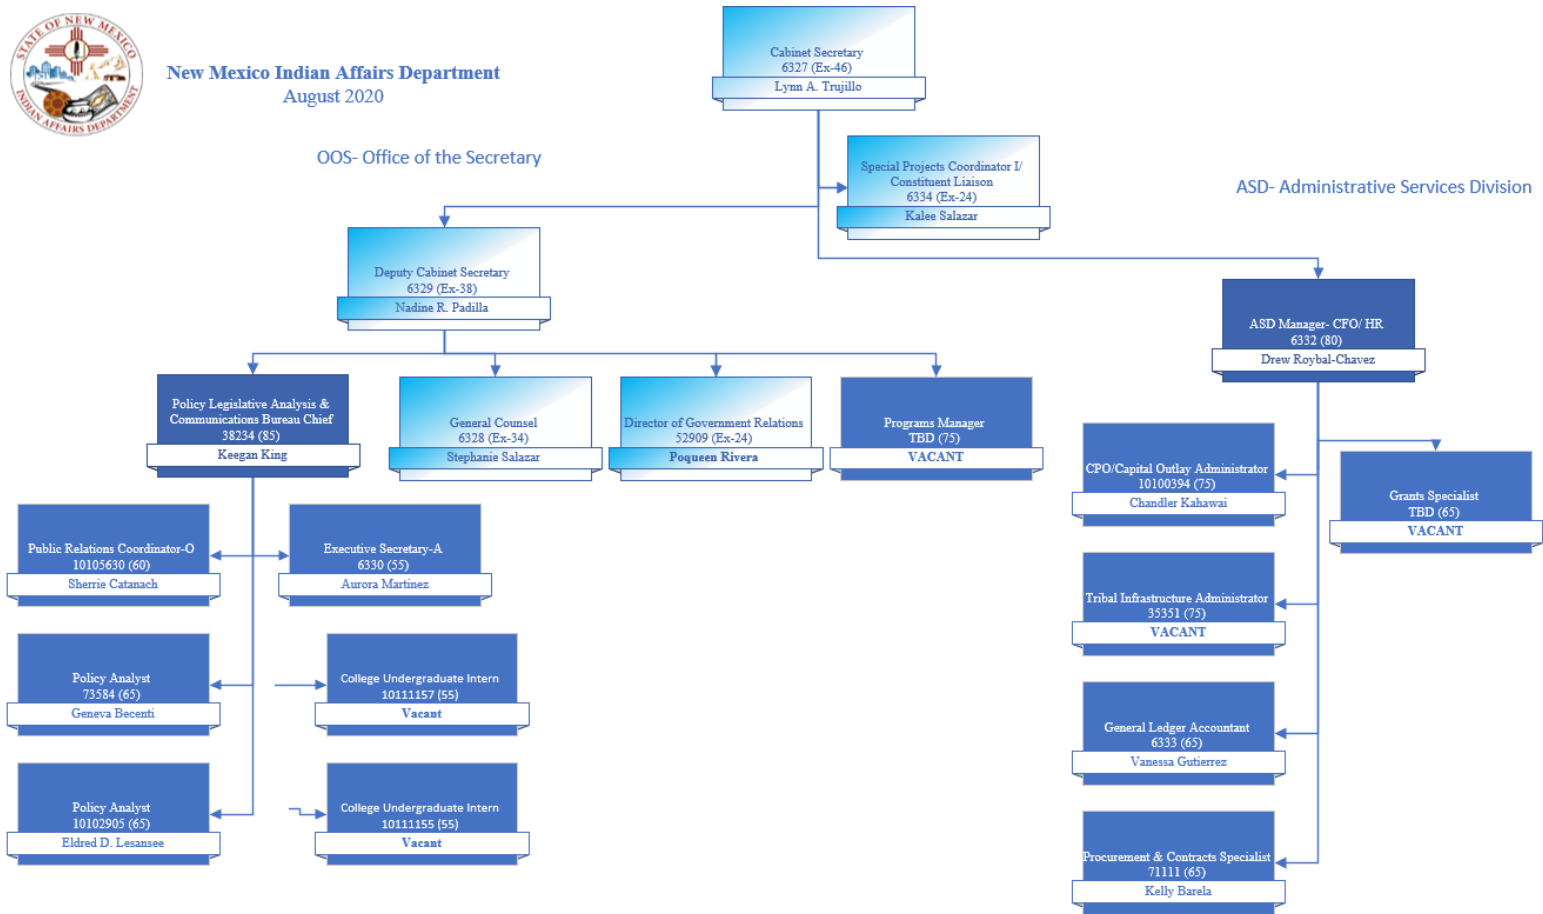 STATE OF NEW MEXICO
INDIAN AFFAIRS DEPARTMENT
New Mexico Indian Affairs Department
August 2020
Cabinet Secretary
6327 (Ex-46)
Lynn A. Trujillo
OOS- Office of the Secretary
Special Projects Coordinator I/
Constituent Liaison
6334 (Ex-24)
Kalee Salazar
ASD- Administrative Services Division
Deputy Cabinet Secretary
6329 (Ex-38)
Nadine R. Padilla
ASD Manager- CFO/ HR
6332 (80)
Drew Roybal-Chavez
Policy Legislative Analysis &
Communications Bureau Chief
38234 (85)
Keegan King
General Counsel
6328 (Ex-34)
Stephanie Salazar
Director of Government Relations
52909 (Ex-24)
Poqueen Rivera
Programs Manager
TBD (75)
VACANT
CPO/Capital Outlay Administrator
10100394 (75)
Chandler Kahawai
Grants Specialist
TBD (65)
VACANT
Public Relations Coordinator-O
10105630 (60)
Sherrie Catanach
Executive Secretary-A
6330 (55)
Aurora Martinez
Tribal Infrastructure Administrator
35351 (75)
VACANT
Policy Analyst
73584 (65)
Geneva Becenti
College Undergraduate Intern
10111157 (55)
Vacant
General Ledger Accountant
6333 (65)
Vanessa Gutierrez
Policy Analyst
10102905 (65)
Eldred D. Lesansee
College Undergraduate Intern
10111155 (55)
Vacant
Procurement & Contracts Specialist
71111 (65)
Kelly Barela